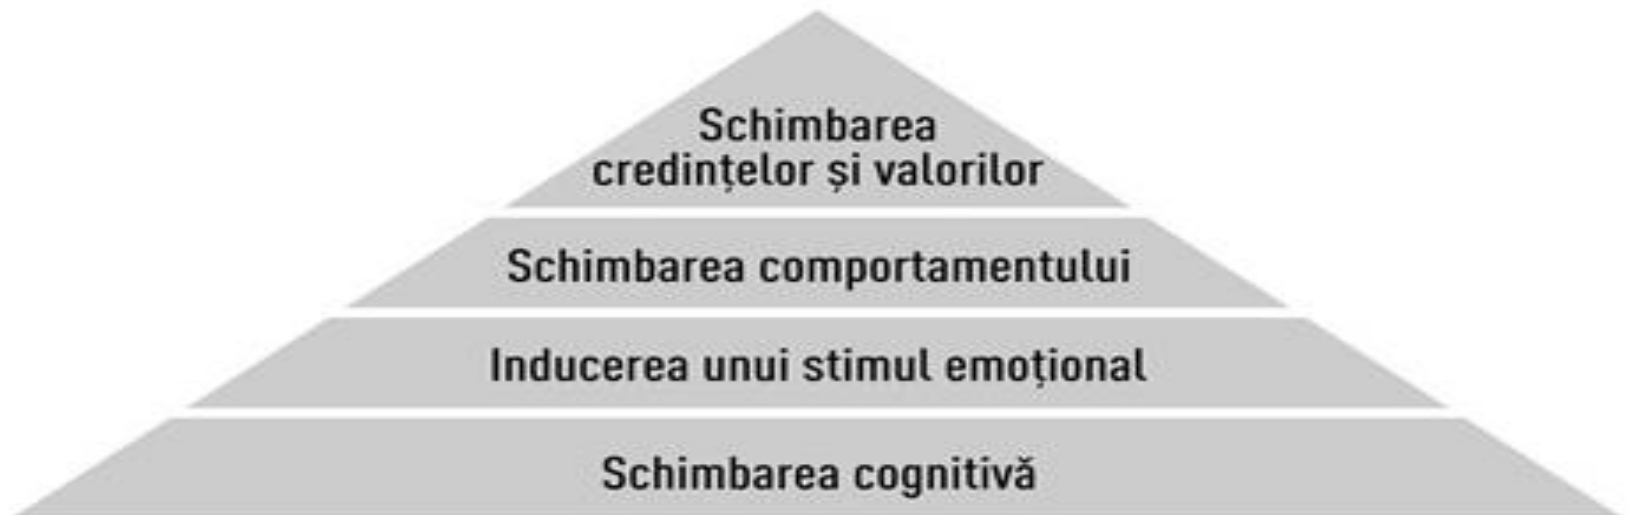 Schimbarea
credințelor și valorilor
Schimbarea comportamentului
Inducerea unui stimul emoțional
Schimbarea cognitivă